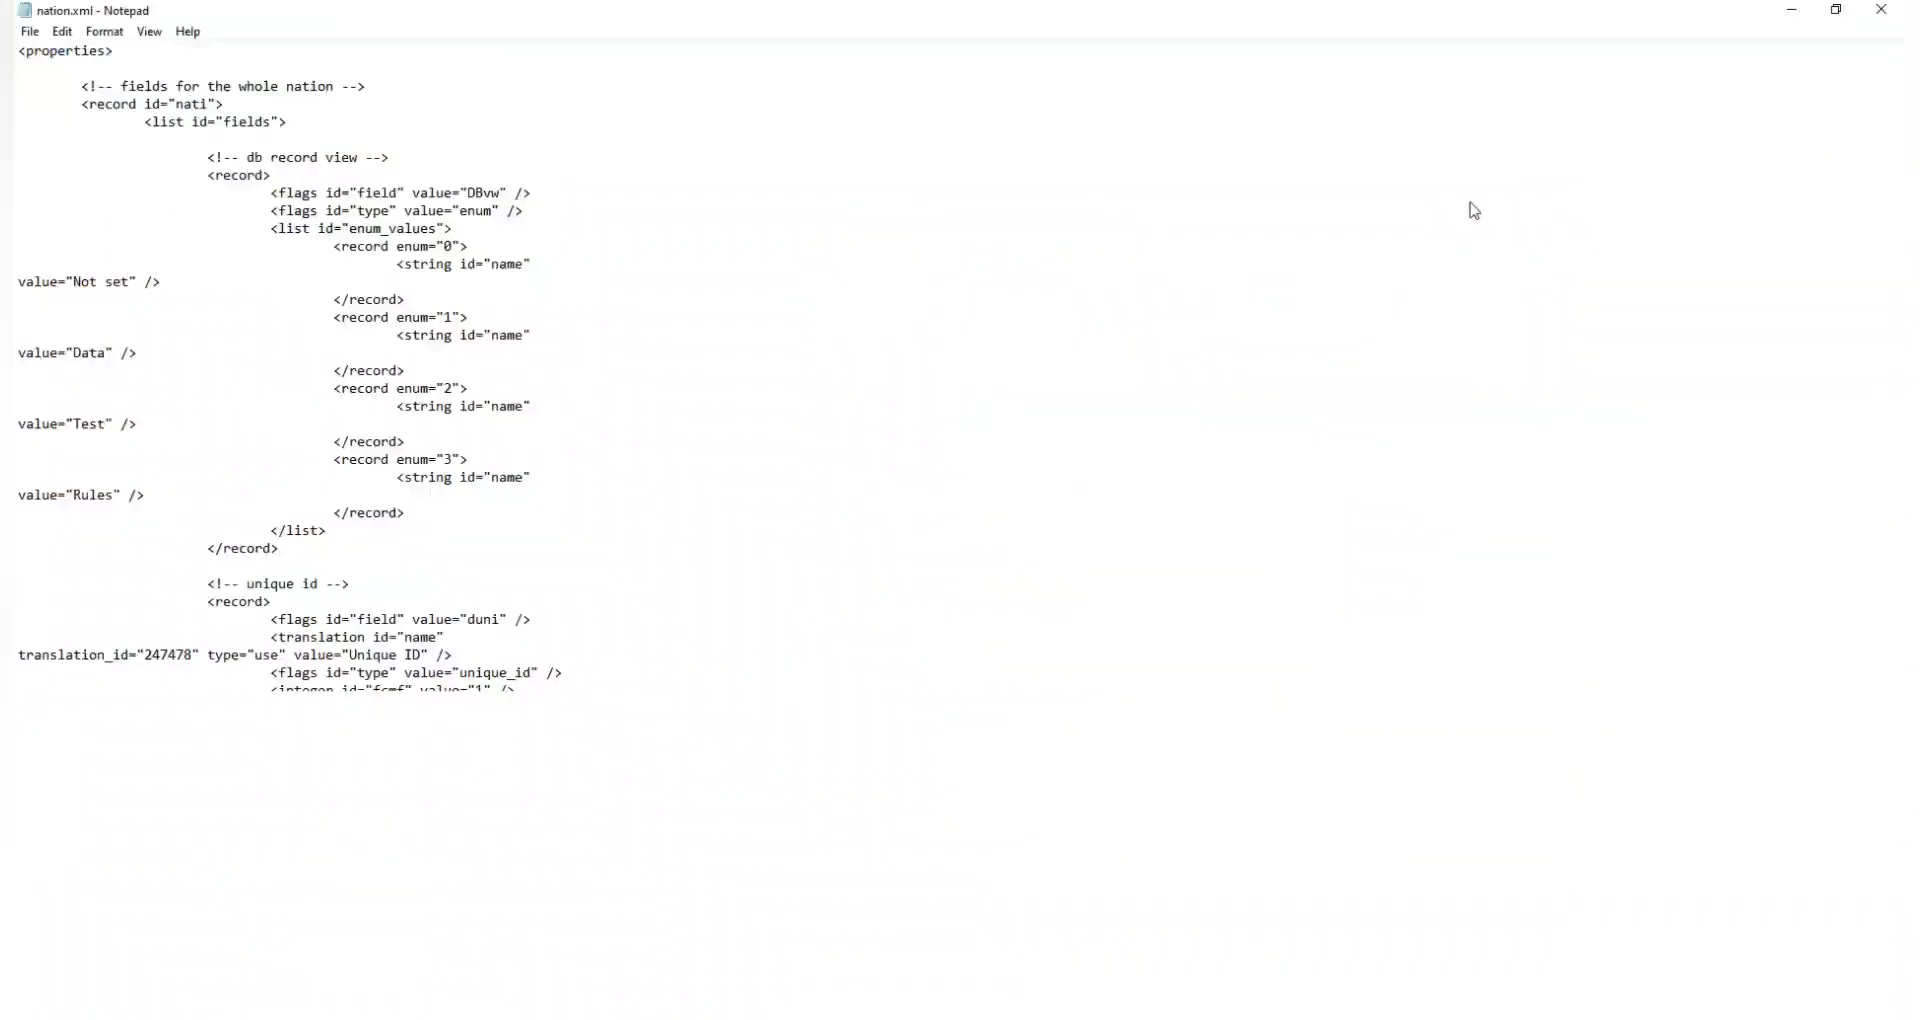 nation.xml - Notepad
File Edit Format View Help
<properties>
<!-- fields for the whole nation -->
<record id="nati">
<list id="fields">
<!-- db record view -->
<record>
<flags id="field" value="DBvw" />
<flags id="type" value="enum" />
<list id="enum_values">
<record enum="0">
<string id="name"
value="Not set" />
</record>
<record enum="1">
<string id="name"
value="Data" />
</record>
<record enum="2">
<string id="name"
value="Test" />
</record>
<record enum="3">
<string id="name"
value="Rules" />
</record>
</list>
</record>
<!-- unique id -->
<record>
<flags id="field" value="duni" />
<translation id="name"
translation_id="247478" type="use" value="Unique ID" />
<flags id="type" value="unique_id" />
<integer id="fcmf" value="1" />